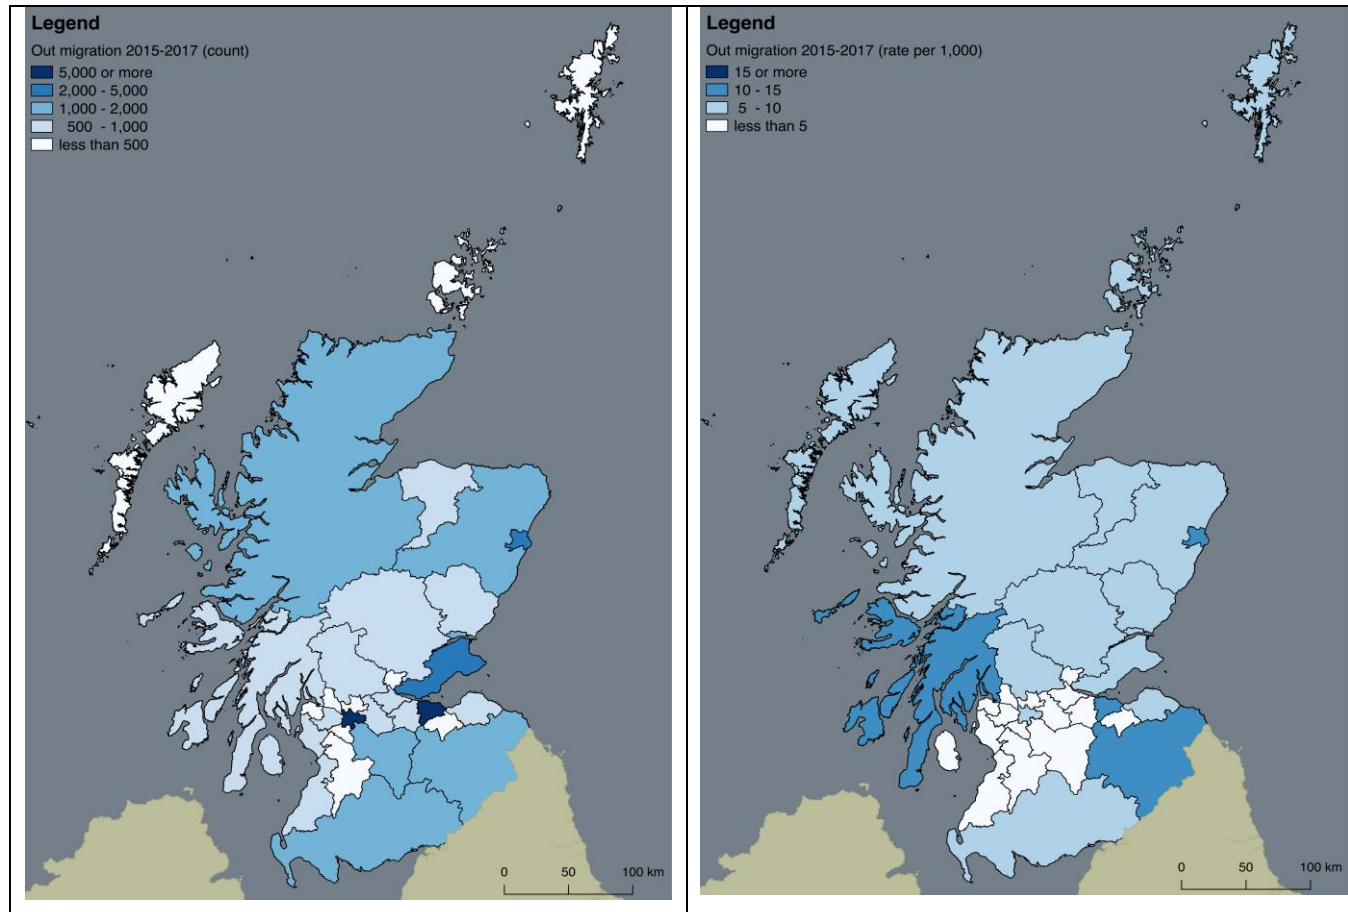 Legend
Out migration 2015-2017 (count)
5,000 or more
2,000 - 5,000
1,000 - 2,000
500 - 1,000
less than 500
0 50 100 km
Legend
Out migration 2015-2017 (rate per 1,000)
15 or more
10 - 15
5 - 10
less than 5
0 50 100 km